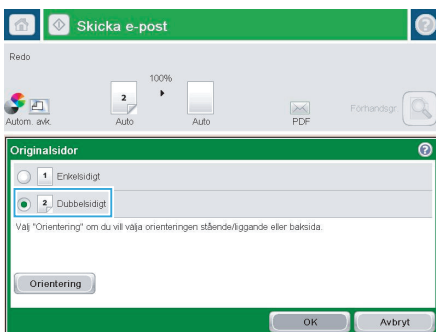 Skicka e-post
Redo
100%
2
Autom. avk.
Auto
Auto
PDF
Förhandsgr.
Originalsidor
1 Enkelsidigt
2 Dubbelsidigt
Välj "Orientering" om du vill välja orienteringen stående/liggande eller baksida.
Orientering
OK
Avbryt